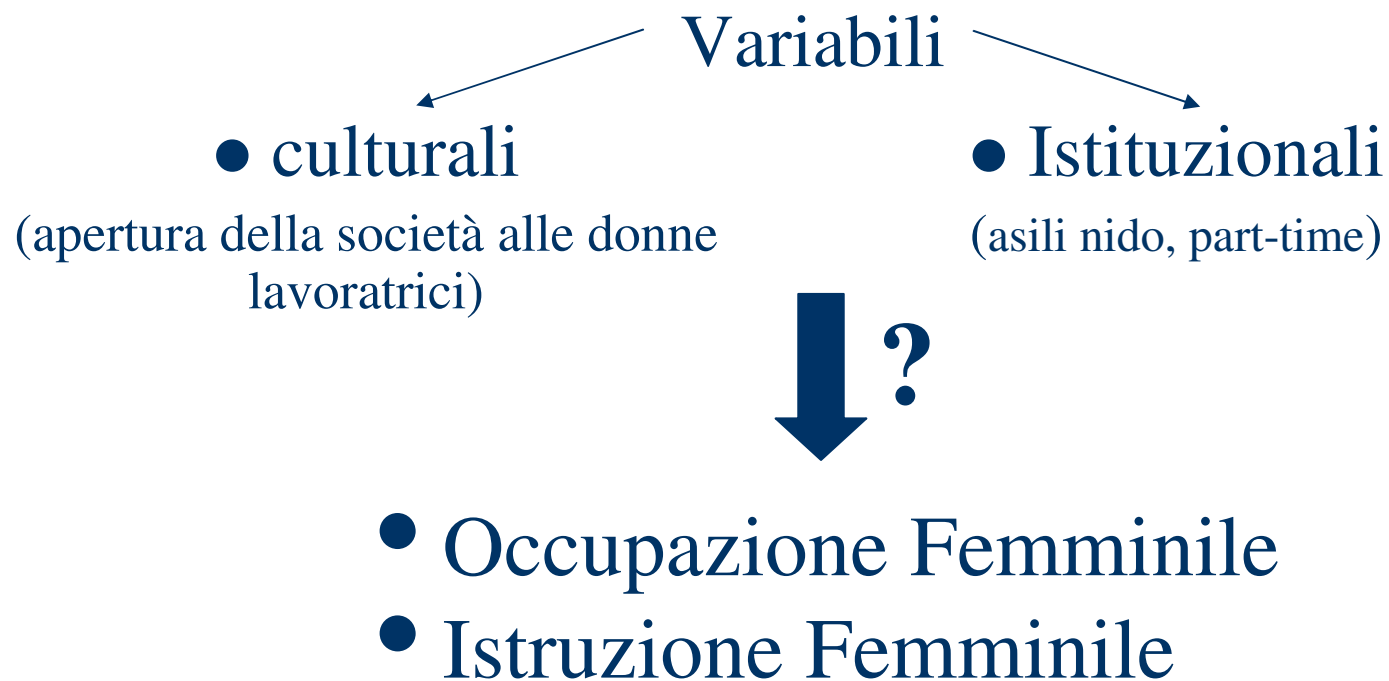 Variabili
• culturali
(apertura della società alle donne
lavoratrici)
• Istituzionali
(asili nido, part-time)
?
• Occupazione Femminile
• Istruzione Femminile